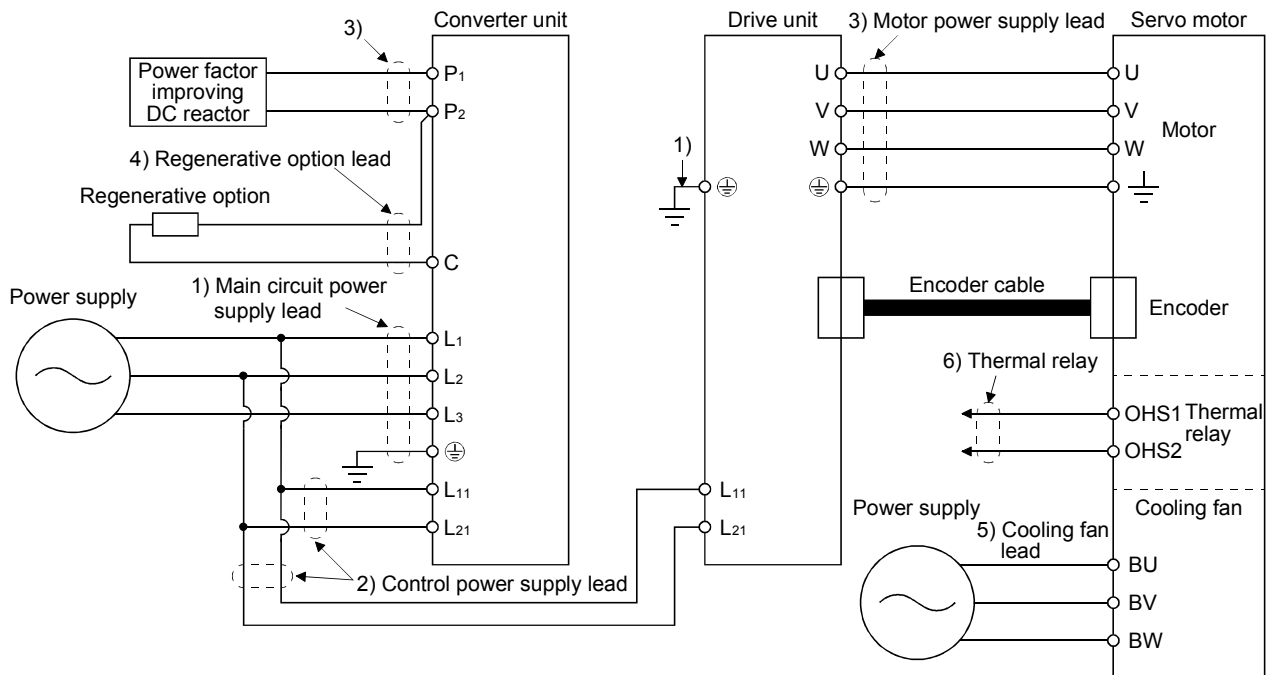 Converter unit
Drive unit
3) Motor power supply lead
Servo motor
3)
Power factor
improving
DC reactor
P1
P2
U
V
W
U
V
W
Motor
4) Regenerative option lead
Regenerative option
C
1)
1) Main circuit power
supply lead
Power supply
L1
L2
L3
L11
L21
2) Control power supply lead
L11
L21
Encoder cable
Encoder
6) Thermal relay
OHS1
OHS2
Thermal
relay
Power supply
Cooling fan
5) Cooling fan
lead
BU
BV
BW